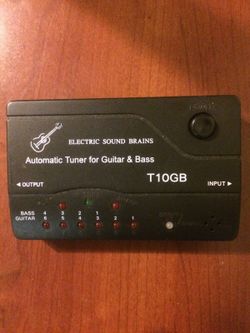 ELECTRIC SOUND BRAINS
Automatic Tuner for Guitar & Bass
T10GB
◄OUTPUT INPUT►
BASS 4 3 2 1
GUITAR 6 5 4 3 2 1